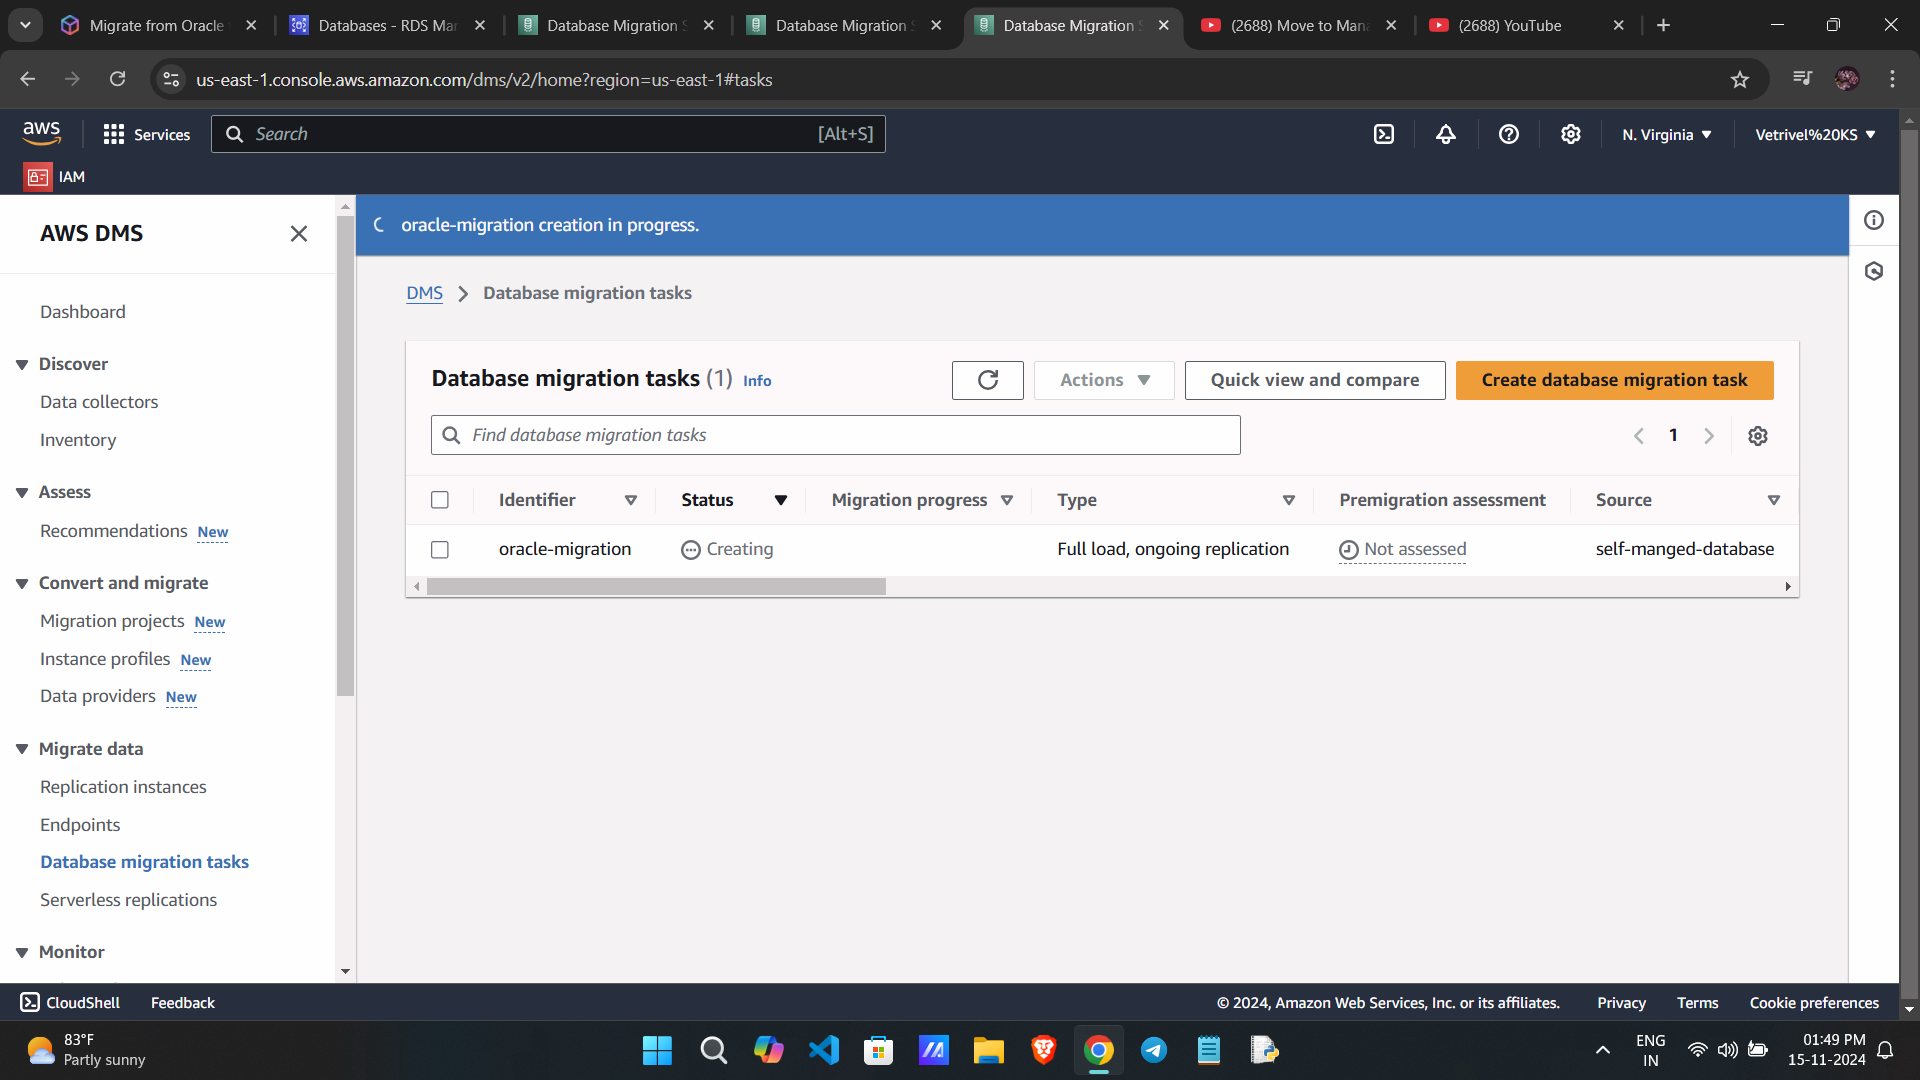 Migrate from Oracle
Databases - RDS Ma
Database Migration S
Database Migration S
Database Migration S
(2688) Move to Mana
(2688) YouTube
us-east-1.console.aws.amazon.com/dms/v2/home?region=us-east-1#tasks
aws
Services
Search
[Alt+S]
N. Virginia
Vetrivel%20KS
IAM
AWS DMS
Dashboard
Discover
Data collectors
Inventory
Assess
Recommendations New
Convert and migrate
Migration projects New
Instance profiles New
Data providers New
Migrate data
Replication instances
Endpoints
Database migration tasks
Serverless replications
Monitor
oracle-migration creation in progress.
DMS
Database migration tasks
Database migration tasks (1) Info
Actions
Quick view and compare
Create database migration task
Find database migration tasks
1
Identifier Status Migration progress Type Premigration assessment Source
oracle-migration Creating Full load, ongoing replication Not assessed self-manged-database
CloudShell
Feedback
© 2024, Amazon Web Services, Inc. or its affiliates.
Privacy
Terms
Cookie preferences
83°F
Partly sunny
ENG
IN
01:49 PM
15-11-2024